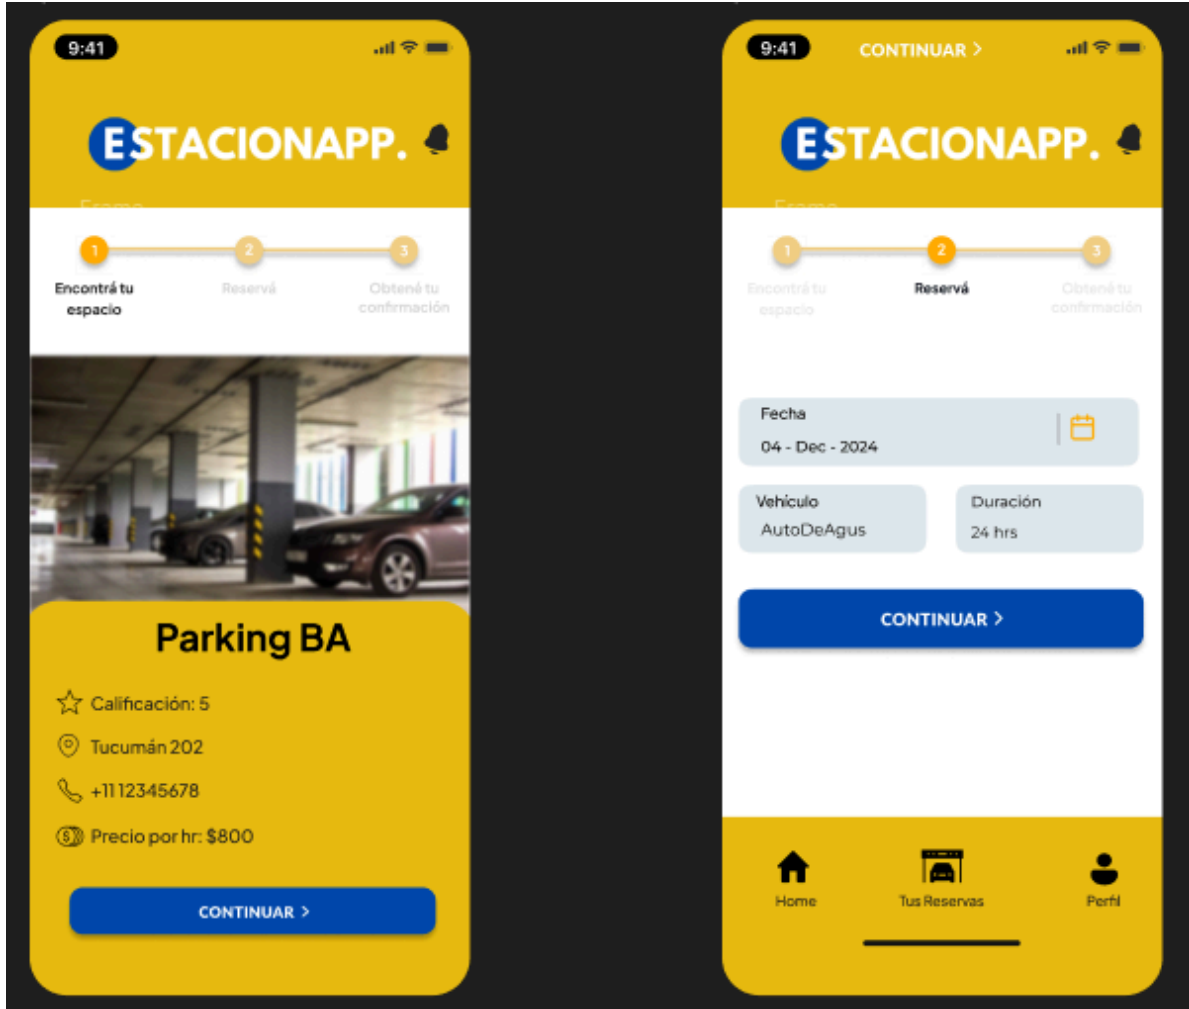 9:41
ESTACIONAPP.
Frame
1
2
3
Encontrá tu
espacio
Reservá
Obtené tu
confirmación
Parking BA
Calificación: 5
Tucumán 202
+1112345678
Precio por hr: $800
CONTINUAR >
9:41
CONTINUAR >
ESTACIONAPP.
Frame
1
2
3
Encontrá tu
espacio
Reservá
Obtené tu
confirmación
Fecha
04 - Dec - 2024
Vehículo
AutoDeAgus
Duración
24 hrs
CONTINUAR >
Home
Tus Reservas
Perfil